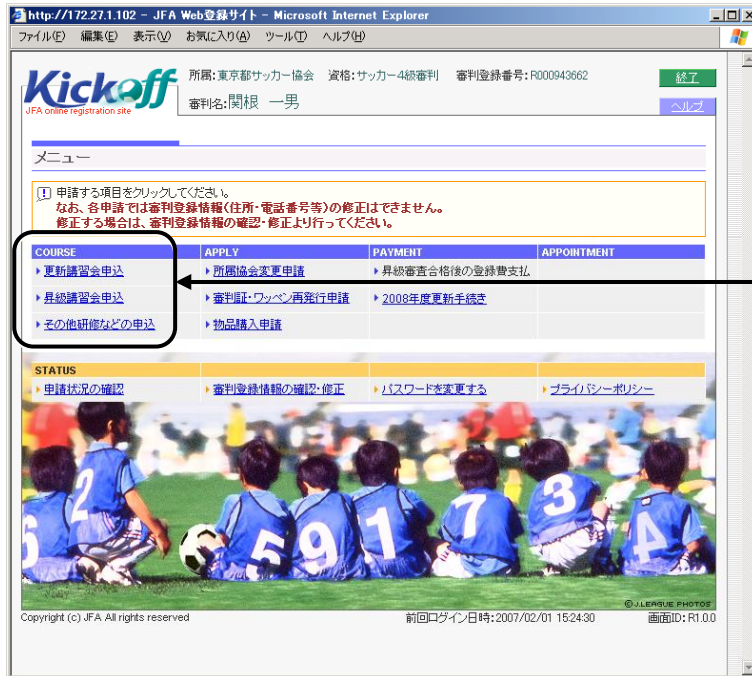 http://172.27.1.102 - JFA Web登録サイト - Microsoft Internet Explorer
ファイル(F) 編集(E) 表示(V) お気に入り(A) ツール(T) ヘルプ(H)
Kickoff
JFA online registration site
所属:東京都サッカー協会 資格:サッカー4級審判 審判登録番号:R000943662
終了
審判名:関根 一男
ヘルプ
メニュー
申請する項目をクリックしてください。
なお、各申請では審判登録情報(住所・電話番号等)の修正はできません。
修正する場合は、審判登録情報の確認・修正より行ってください。
COURSE APPLY PAYMENT APPOINTMENT
更新講習会申込 所属協会変更申請 昇級審査合格後の登録費支払
昇級講習会申込 審判証・ワッペン再発行申請 2008年度更新手続き
その他研修などの申込 物品購入申請
STATUS
申請状況の確認 審判登録情報の確認・修正 パスワードを変更する プライバシーポリシー
2 5 9 1 7 3 4
6 5
©J.LEAGUE PHOTOS
Copyright (c) JFA All rights reserved 前回ログイン日時:2007/02/01 15:24:30 画面ID:R1.0.0